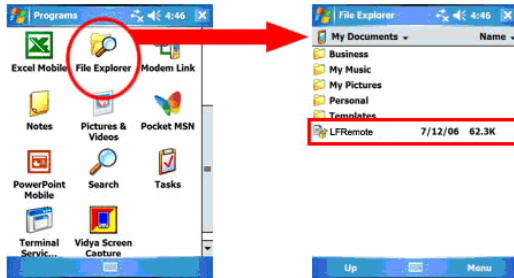 Programs 4:46
Excel Mobile File Explorer Modem Link
Notes Pictures & Videos Pocket MSN
PowerPoint Mobile Search Tasks
Terminal Servic... Vidya Screen Capture
File Explorer 4:46
My Documents Name
Business
My Music
My Pictures
Personal
Templates
LFRemote 7/12/06 62.3K
Up Menu